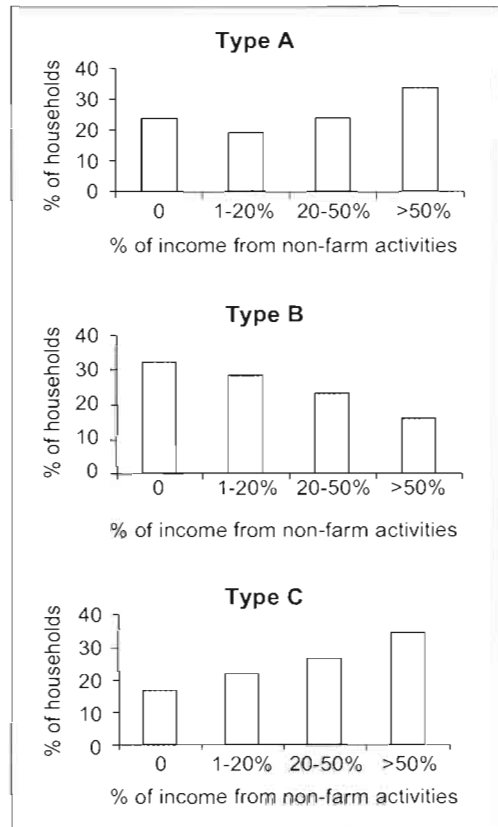 Type A
% of households
40
30
20
10
0
0 1-20% 20-50% >50%
% of income from non-farm activities
Type B
% of households
40
30
20
10
0
0 1-20% 20-50% >50%
% of income from non-farm activities
Type C
% of households
40
30
20
10
0
0 1-20% 20-50% >50%
% of income from non-farm activities